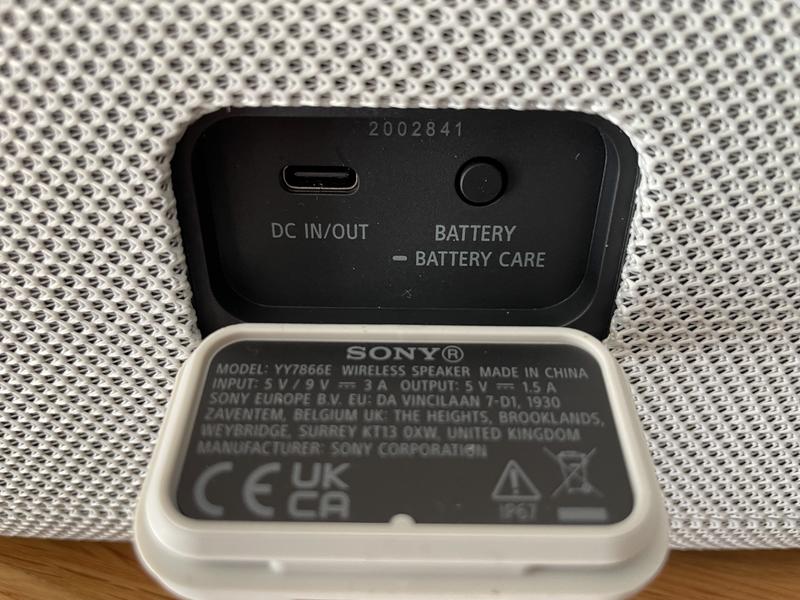 2002841
DC IN/OUT
BATTERY
BATTERY CARE
SONY®
MODEL: YY7866E WIRELESS SPEAKER MADE IN CHINA
INPUT: 5 V / 9 V ⎓ 3 A OUTPUT: 5 V ⎓ 1.5 A
SONY EUROPE B.V. EU: DA VINCILAAN 7-D1, 1930
ZAVENTEM, BELGIUM UK: THE HEIGHTS, BROOKLANDS,
WEYBRIDGE, SURREY KT13 0XW, UNITED KINGDOM
MANUFACTURER: SONY CORPORATION
CE UK
CA
IP67